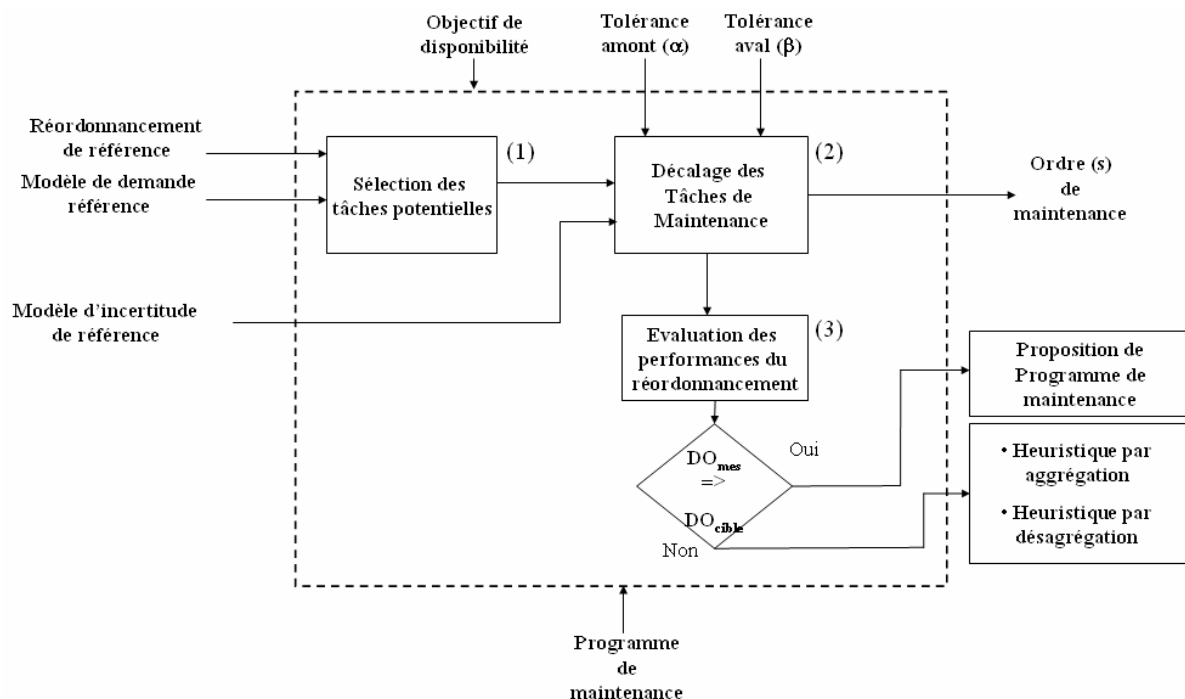 Objectif de
disponibilité
Tolérance
amont (α)
Tolérance
aval (β)
Réordonnancement
de référence
Modèle de demande
référence
Modèle d'incertitude
de référence
(1)
Sélection des
tâches potentielles
(2)
Décalage des
Tâches de
Maintenance
Ordre (s)
de
maintenance
(3)
Evaluation des
performances du
réordonnancement
DOmes
=>
DOcible
Oui
Non
Proposition de
Programme de
maintenance
• Heuristique par
aggrégation
• Heuristique par
désagrégation
Programme
de
maintenance